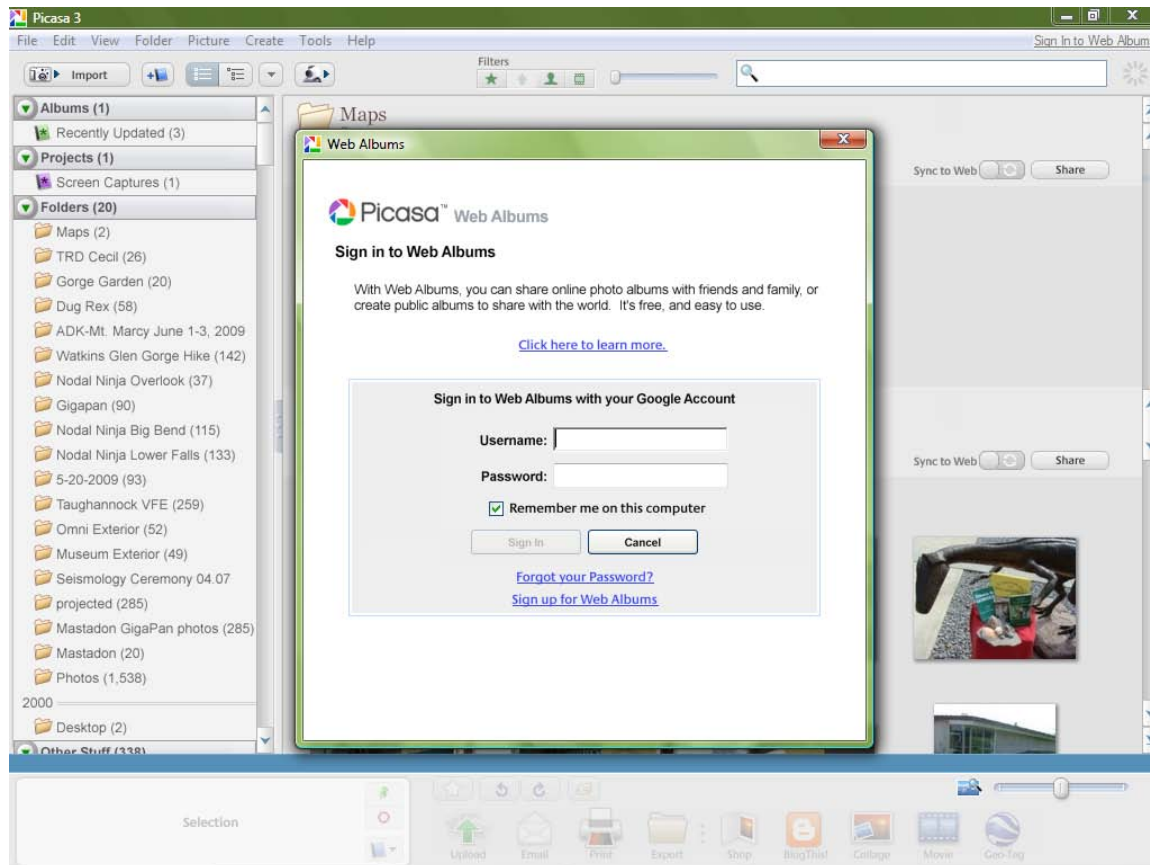 Picasa 3
File Edit View Folder Picture Create Tools Help
Sign In to Web Album
Import
Filters
Albums (1)
Recently Updated (3)
Projects (1)
Screen Captures (1)
Folders (20)
Maps (2)
TRD Cecil (26)
Gorge Garden (20)
Dug Rex (58)
ADK-Mt. Marcy June 1-3, 2009
Watkins Glen Gorge Hike (142)
Nodal Ninja Overlook (37)
Gigapan (90)
Nodal Ninja Big Bend (115)
Nodal Ninja Lower Falls (133)
5-20-2009 (93)
Taughannock VFE (259)
Omni Exterior (52)
Museum Exterior (49)
Seismology Ceremony 04.07
projected (285)
Mastadon GigaPan photos (285)
Mastadon (20)
Photos (1,538)
2000
Desktop (2)
Other Stuff (338)
Maps
Web Albums
Picasa™ Web Albums
Sign in to Web Albums
With Web Albums, you can share online photo albums with friends and family, or
create public albums to share with the world. It's free, and easy to use.
Click here to learn more.
Sign in to Web Albums with your Google Account
Username:
Password:
Remember me on this computer
Sign In Cancel
Forgot your Password?
Sign up for Web Albums
Sync to Web Share
Sync to Web Share
Selection
Upload Email Print Export Shop BlogThis! Collage Movie Geo-Tag